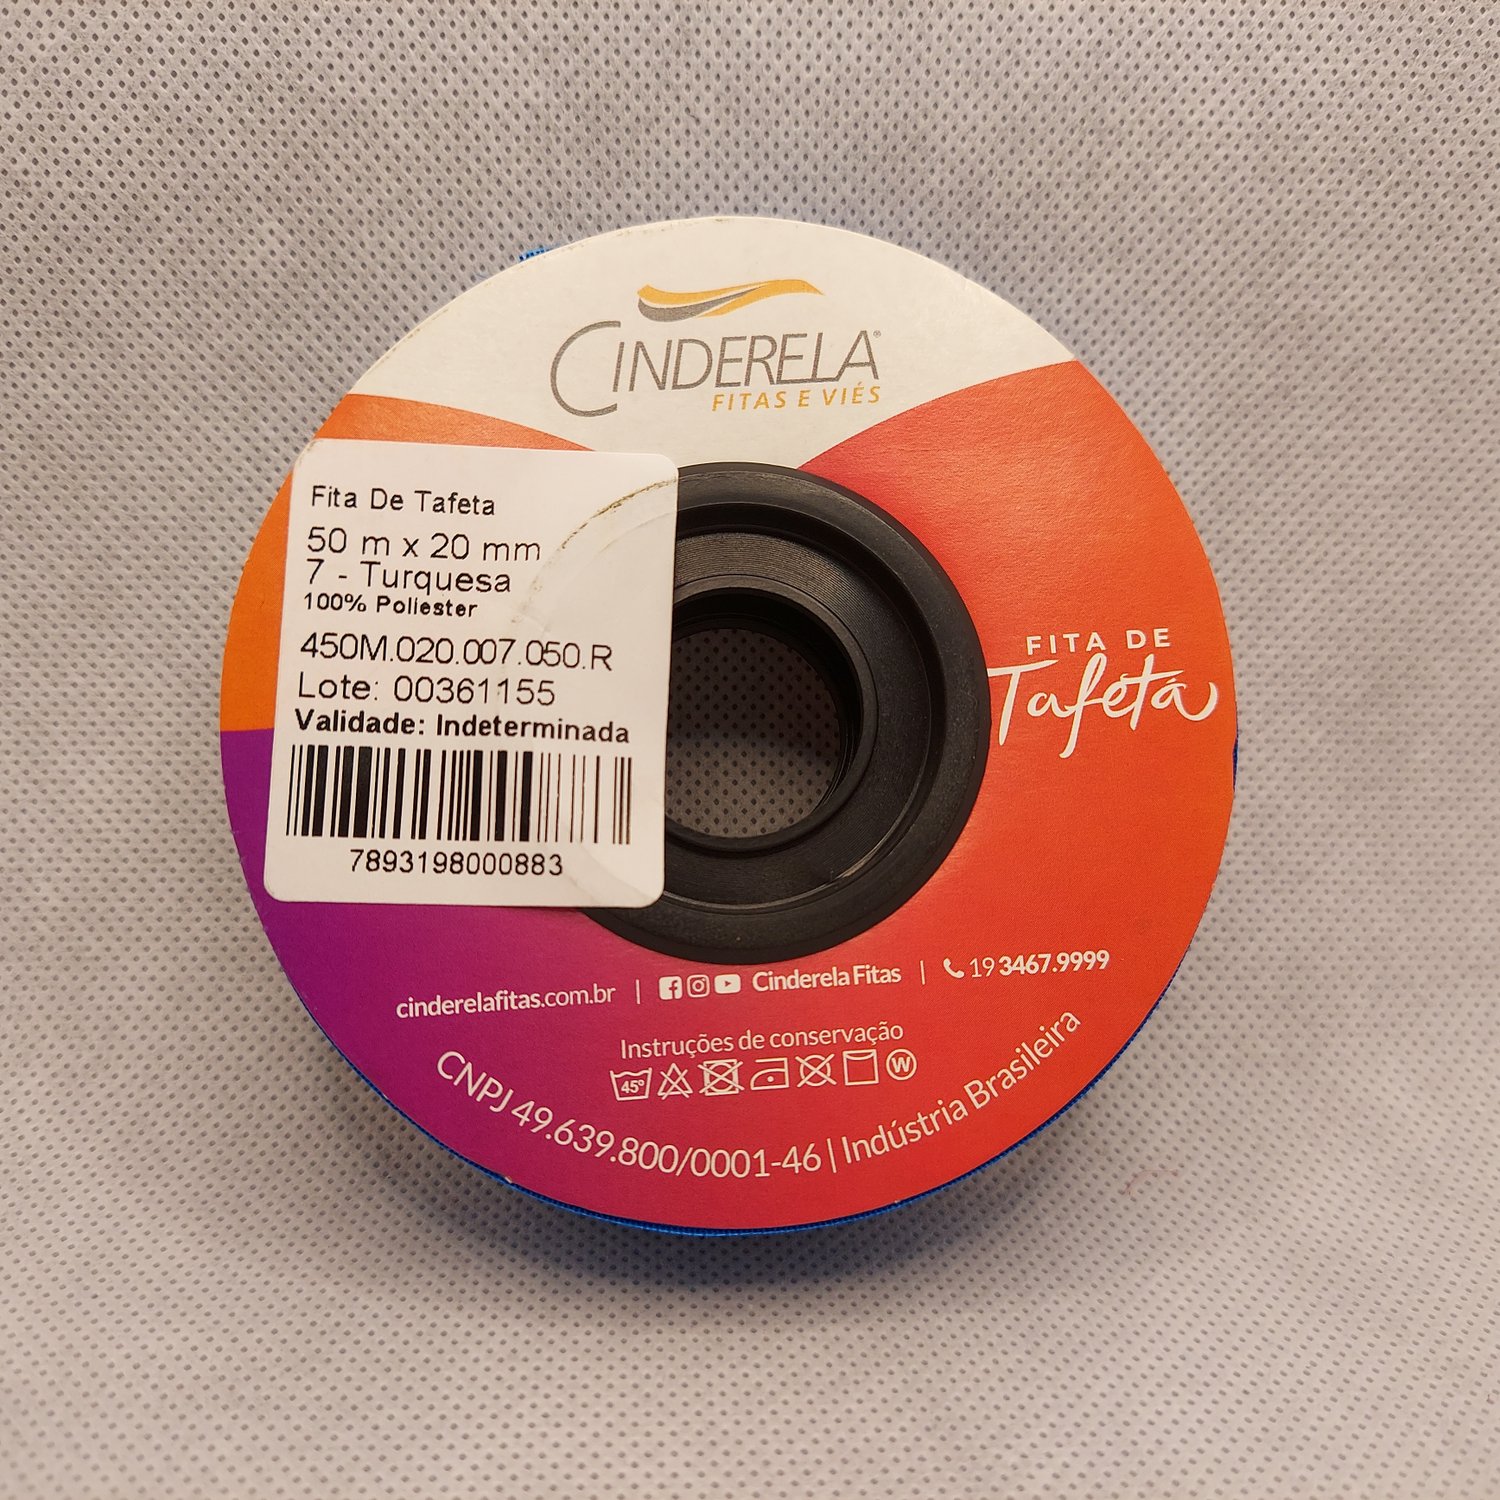 CINDERELA®
FITAS E VIÉS
Fita De Tafeta
50 m x 20 mm
7 - Turquesa
100% Poliester
450M.020.007.050.R
Lote: 00361155
Validade: Indeterminada
7893198000883
FITA DE
Tafetá
cinderelafitas.com.br | Cinderela Fitas | 19 3467.9999
Instruções de conservação
45° W
CNPJ 49.639.800/0001-46 | Indústria Brasileira